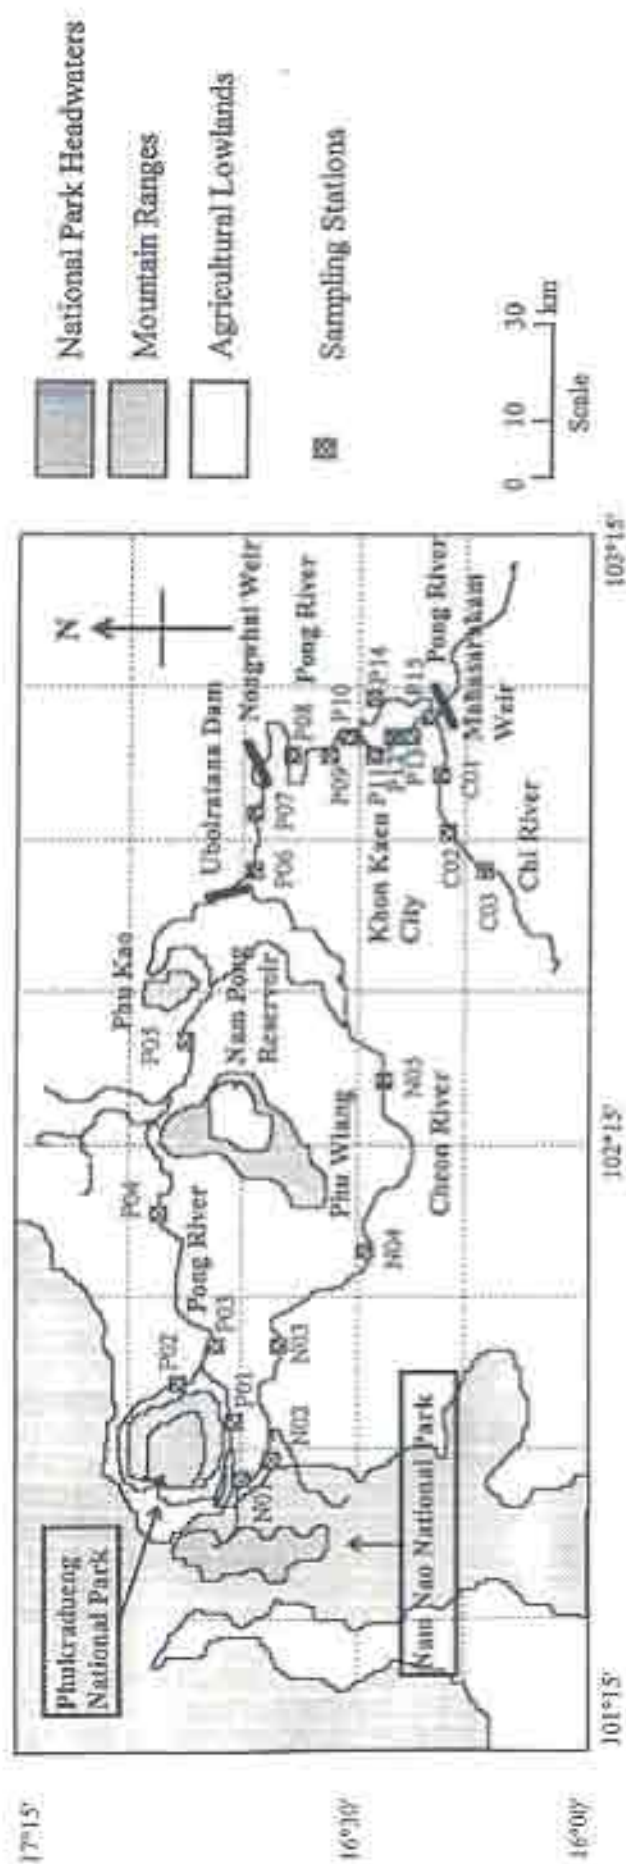 National Park Headwaters
Mountain Ranges
Agricultural Lowlands
Sampling Stations
0 10 30
km
Scale
17°15'
16°30'
16°00'
101°15'
102°15'
103°15'
N
Phukradueng
National Park
Nam Nao National Park
P02
P01
P03
N01
N02
N03
Pong River
P04
N04
Phu Wiang
Cheon River
N05
Nam Pong
Reservoir
P05
Phu Kao
Ubolratana Dam
Nongwhai Weir
P06
P07
P08
Pong River
P09
P10
P11
P12
P13
P14
P15
Khon Kaen
City
Pong River
Mahasarakham
Weir
C01
C02
C03
Chi River